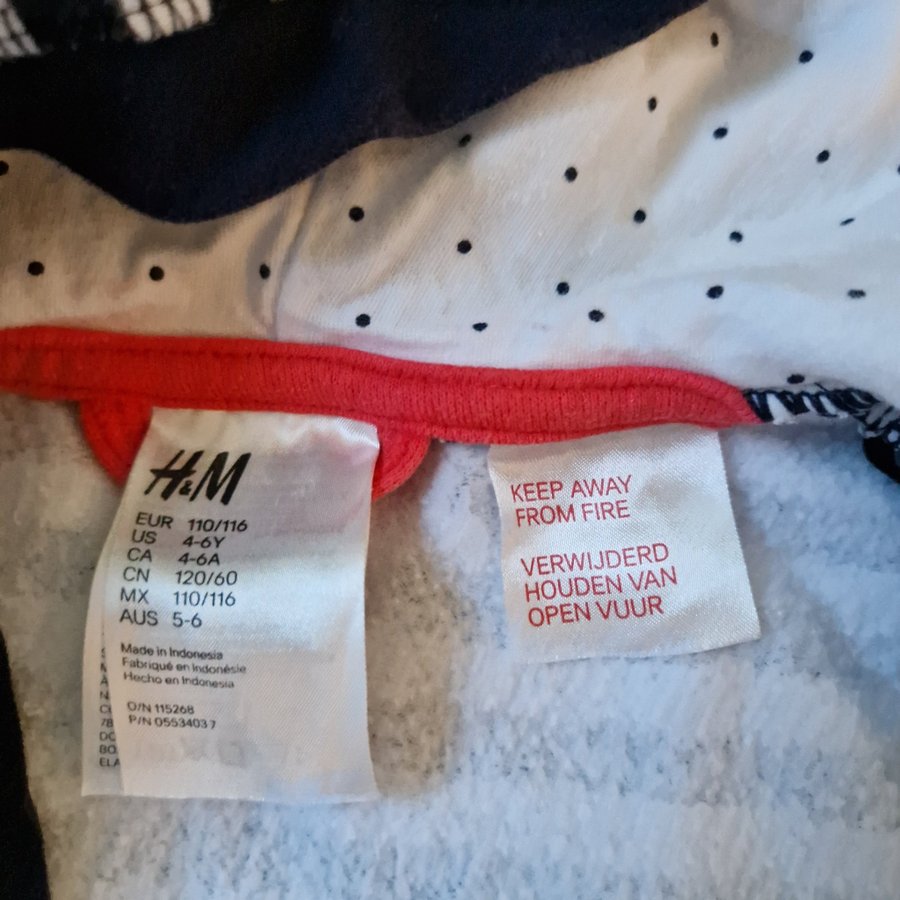 H&M
EUR 110/116
US 4-6Y
CA 4-6A
CN 120/60
MX 110/116
AUS 5-6
Made in Indonesia
Fabriqué en Indonésie
Hecho en Indonesia
O/N 115268
P/N 05534037
KEEP AWAY
FROM FIRE
VERWIJDERD
HOUDEN VAN
OPEN VUUR